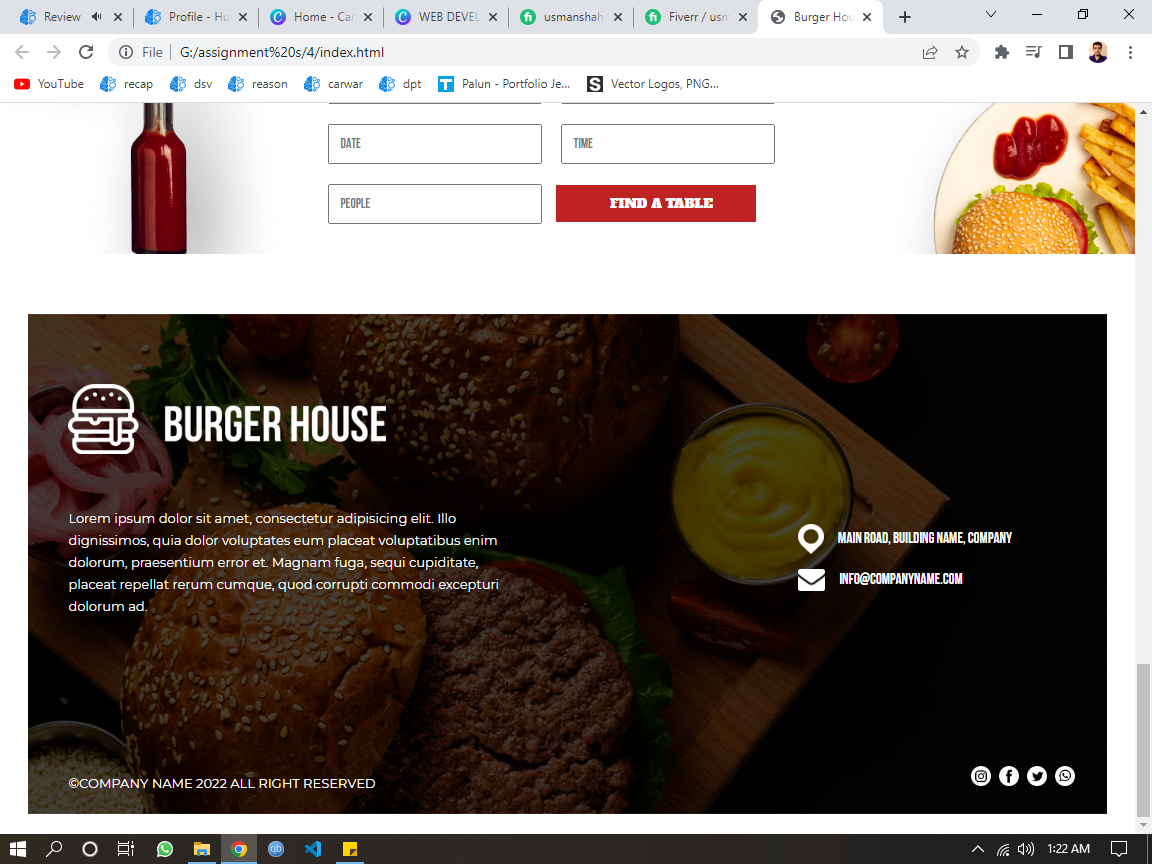 Review
Profile - Hu
Home - Car
WEB DEVEL
usmanshah
Fiverr / usm
Burger Hou
File
G:/assignment%20s/4/index.html
YouTube
recap
dsv
reason
carwar
dpt
Palun - Portfolio Je...
Vector Logos, PNG...
DATE
TIME
PEOPLE
FIND A TABLE
BURGER HOUSE
Lorem ipsum dolor sit amet, consectetur adipisicing elit. Illo
dignissimos, quia dolor voluptates eum placeat voluptatibus enim
dolorum, praesentium error et. Magnam fuga, sequi cupiditate,
placeat repellat rerum cumque, quod corrupti commodi excepturi
dolorum ad.
MAIN ROAD, BUILDING NAME, COMPANY
INFO@COMPANYNAME.COM
©COMPANY NAME 2022 ALL RIGHT RESERVED
1:22 AM